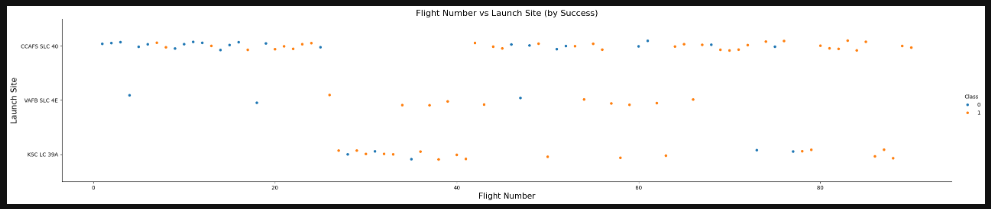 Flight Number vs Launch Site (by Success)
CCAFS SLC 40
VAFB SLC 4E
KSC LC 39A
Launch Site
0
20
40
60
80
Flight Number
Class
0
1